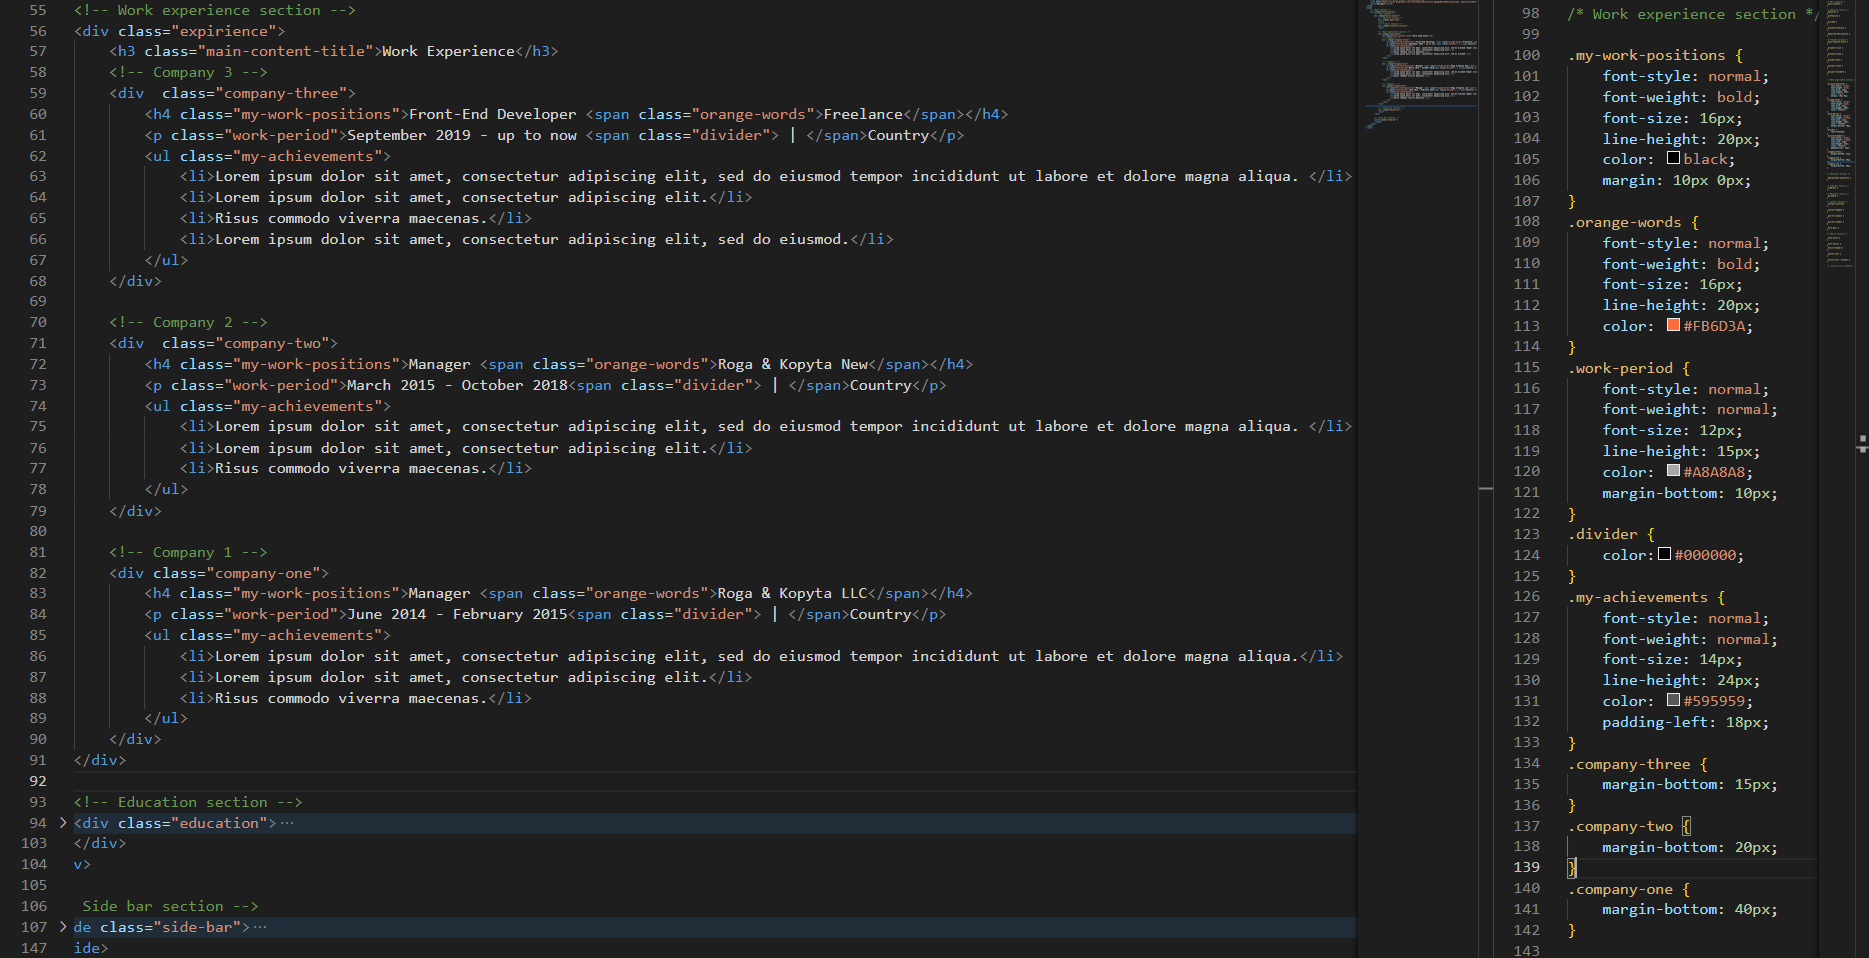 55 <!-- Work experience section -->
56 <div class="expirience">
57 <h3 class="main-content-title">Work Experience</h3>
58 <!-- Company 3 -->
59 <div  class="company-three">
60 <h4 class="my-work-positions">Front-End Developer <span class="orange-words">Freelance</span></h4>
61 <p class="work-period">September 2019 - up to now <span class="divider"> | </span>Country</p>
62 <ul class="my-achievements">
63 <li>Lorem ipsum dolor sit amet, consectetur adipiscing elit, sed do eiusmod tempor incididunt ut labore et dolore magna aliqua. </li>
64 <li>Lorem ipsum dolor sit amet, consectetur adipiscing elit.</li>
65 <li>Risus commodo viverra maecenas.</li>
66 <li>Lorem ipsum dolor sit amet, consectetur adipiscing elit, sed do eiusmod.</li>
67 </ul>
68 </div>
69
70 <!-- Company 2 -->
71 <div  class="company-two">
72 <h4 class="my-work-positions">Manager <span class="orange-words">Roga & Kopyta New</span></h4>
73 <p class="work-period">March 2015 - October 2018<span class="divider"> | </span>Country</p>
74 <ul class="my-achievements">
75 <li>Lorem ipsum dolor sit amet, consectetur adipiscing elit, sed do eiusmod tempor incididunt ut labore et dolore magna aliqua. </li>
76 <li>Lorem ipsum dolor sit amet, consectetur adipiscing elit.</li>
77 <li>Risus commodo viverra maecenas.</li>
78 </ul>
79 </div>
80
81 <!-- Company 1 -->
82 <div class="company-one">
83 <h4 class="my-work-positions">Manager <span class="orange-words">Roga & Kopyta LLC</span></h4>
84 <p class="work-period">June 2014 - February 2015<span class="divider"> | </span>Country</p>
85 <ul class="my-achievements">
86 <li>Lorem ipsum dolor sit amet, consectetur adipiscing elit, sed do eiusmod tempor incididunt ut labore et dolore magna aliqua.</li>
87 <li>Lorem ipsum dolor sit amet, consectetur adipiscing elit.</li>
88 <li>Risus commodo viverra maecenas.</li>
89 </ul>
90 </div>
91 </div>
92
93 <!-- Education section -->
94 <div class="education">⋯
103 </div>
104 v>
105
106 Side bar section -->
107 de class="side-bar">⋯
147 ide>
98 /* Work experience section */
99
100 .my-work-positions {
101 font-style: normal;
102 font-weight: bold;
103 font-size: 16px;
104 line-height: 20px;
105 color: black;
106 margin: 10px 0px;
107 }
108 .orange-words {
109 font-style: normal;
110 font-weight: bold;
111 font-size: 16px;
112 line-height: 20px;
113 color: #FB6D3A;
114 }
115 .work-period {
116 font-style: normal;
117 font-weight: normal;
118 font-size: 12px;
119 line-height: 15px;
120 color: #A8A8A8;
121 margin-bottom: 10px;
122 }
123 .divider {
124 color: #000000;
125 }
126 .my-achievements {
127 font-style: normal;
128 font-weight: normal;
129 font-size: 14px;
130 line-height: 24px;
131 color: #595959;
132 padding-left: 18px;
133 }
134 .company-three {
135 margin-bottom: 15px;
136 }
137 .company-two {
138 margin-bottom: 20px;
139 }
140 .company-one {
141 margin-bottom: 40px;
142 }
143